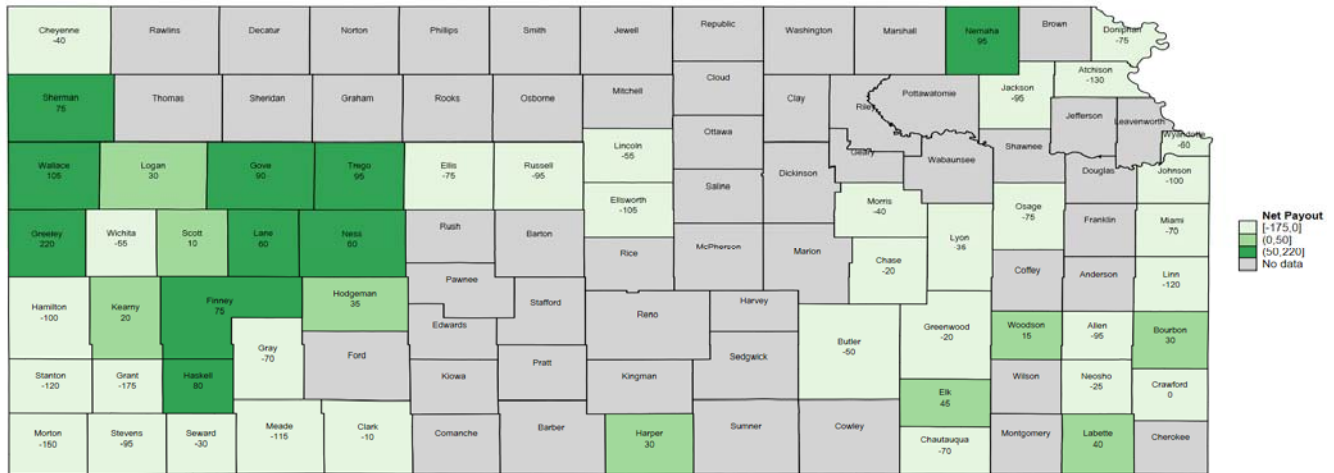 Cheyenne
-40
Rawlins
Decatur
Norton
Phillips
Smith
Jewell
Republic
Washington
Marshall
Nemaha
95
Brown
Doniphan
-75
Sherman
75
Thomas
Sheridan
Graham
Rooks
Osborne
Mitchell
Cloud
Clay
Riley
Pottawatomie
Jackson
-95
Atchison
-130
Jefferson
Leavenworth
Wyandotte
-60
Wallace
105
Logan
30
Gove
90
Trego
95
Ellis
-75
Russell
-95
Lincoln
-55
Ottawa
Saline
Dickinson
Geary
Wabaunsee
Shawnee
Douglas
Johnson
-100
Ellsworth
-105
Morris
-40
Osage
-75
Franklin
Miami
-70
Greeley
220
Wichita
-55
Scott
10
Lane
60
Ness
60
Rush
Barton
Rice
McPherson
Marion
Chase
-20
Lyon
-35
Coffey
Anderson
Linn
-120
Hamilton
-100
Kearny
20
Finney
75
Hodgeman
35
Pawnee
Stafford
Edwards
Reno
Harvey
Sedgwick
Butler
-50
Greenwood
-20
Woodson
15
Allen
-95
Bourbon
30
Gray
-70
Ford
Kiowa
Pratt
Kingman
Elk
45
Wilson
Neosho
-25
Crawford
0
Stanton
-120
Grant
-175
Haskell
80
Morton
-150
Stevens
-95
Seward
-30
Meade
-115
Clark
-10
Comanche
Barber
Harper
30
Sumner
Cowley
Chautauqua
-70
Montgomery
Labette
40
Cherokee
Net Payout
[-175,0]
(0,50]
(50,220]
No data